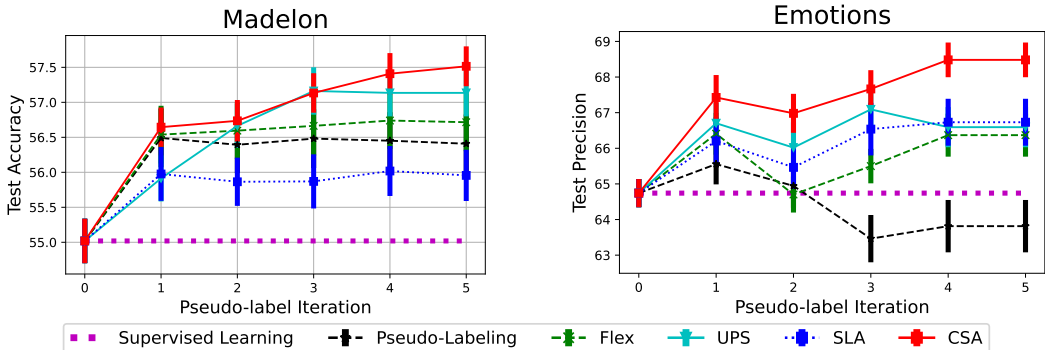 Madelon
Test Accuracy
57.5
57.0
56.5
56.0
55.5
55.0
0 1 2 3 4 5
Pseudo-label Iteration
Emotions
Test Precision
69
68
67
66
65
64
63
0 1 2 3 4 5
Pseudo-label Iteration
Supervised Learning Pseudo-Labeling Flex UPS SLA CSA